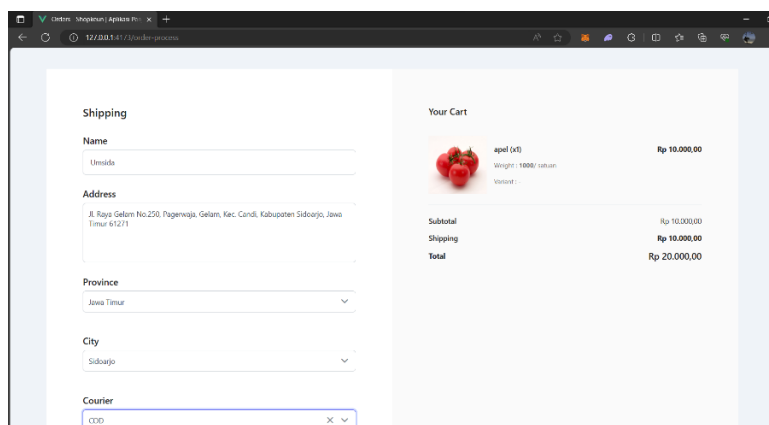 Orders Shopkoun | Aplikasi Pos
127.0.0.1:4173/order-process
Shipping
Name
Umsida
Address
Jl. Raya Gelam No.250, Pagerwaja, Gelam, Kec. Candi, Kabupaten Sidoarjo, Jawa
Timur 61271
Province
Jawa Timur
City
Sidoarjo
Courier
COD
Your Cart
apel (x1)
Rp 10.000,00
Weight : 1000/ satuan
Variant : -
Subtotal
Rp 10.000,00
Shipping
Rp 10.000,00
Total
Rp 20.000,00